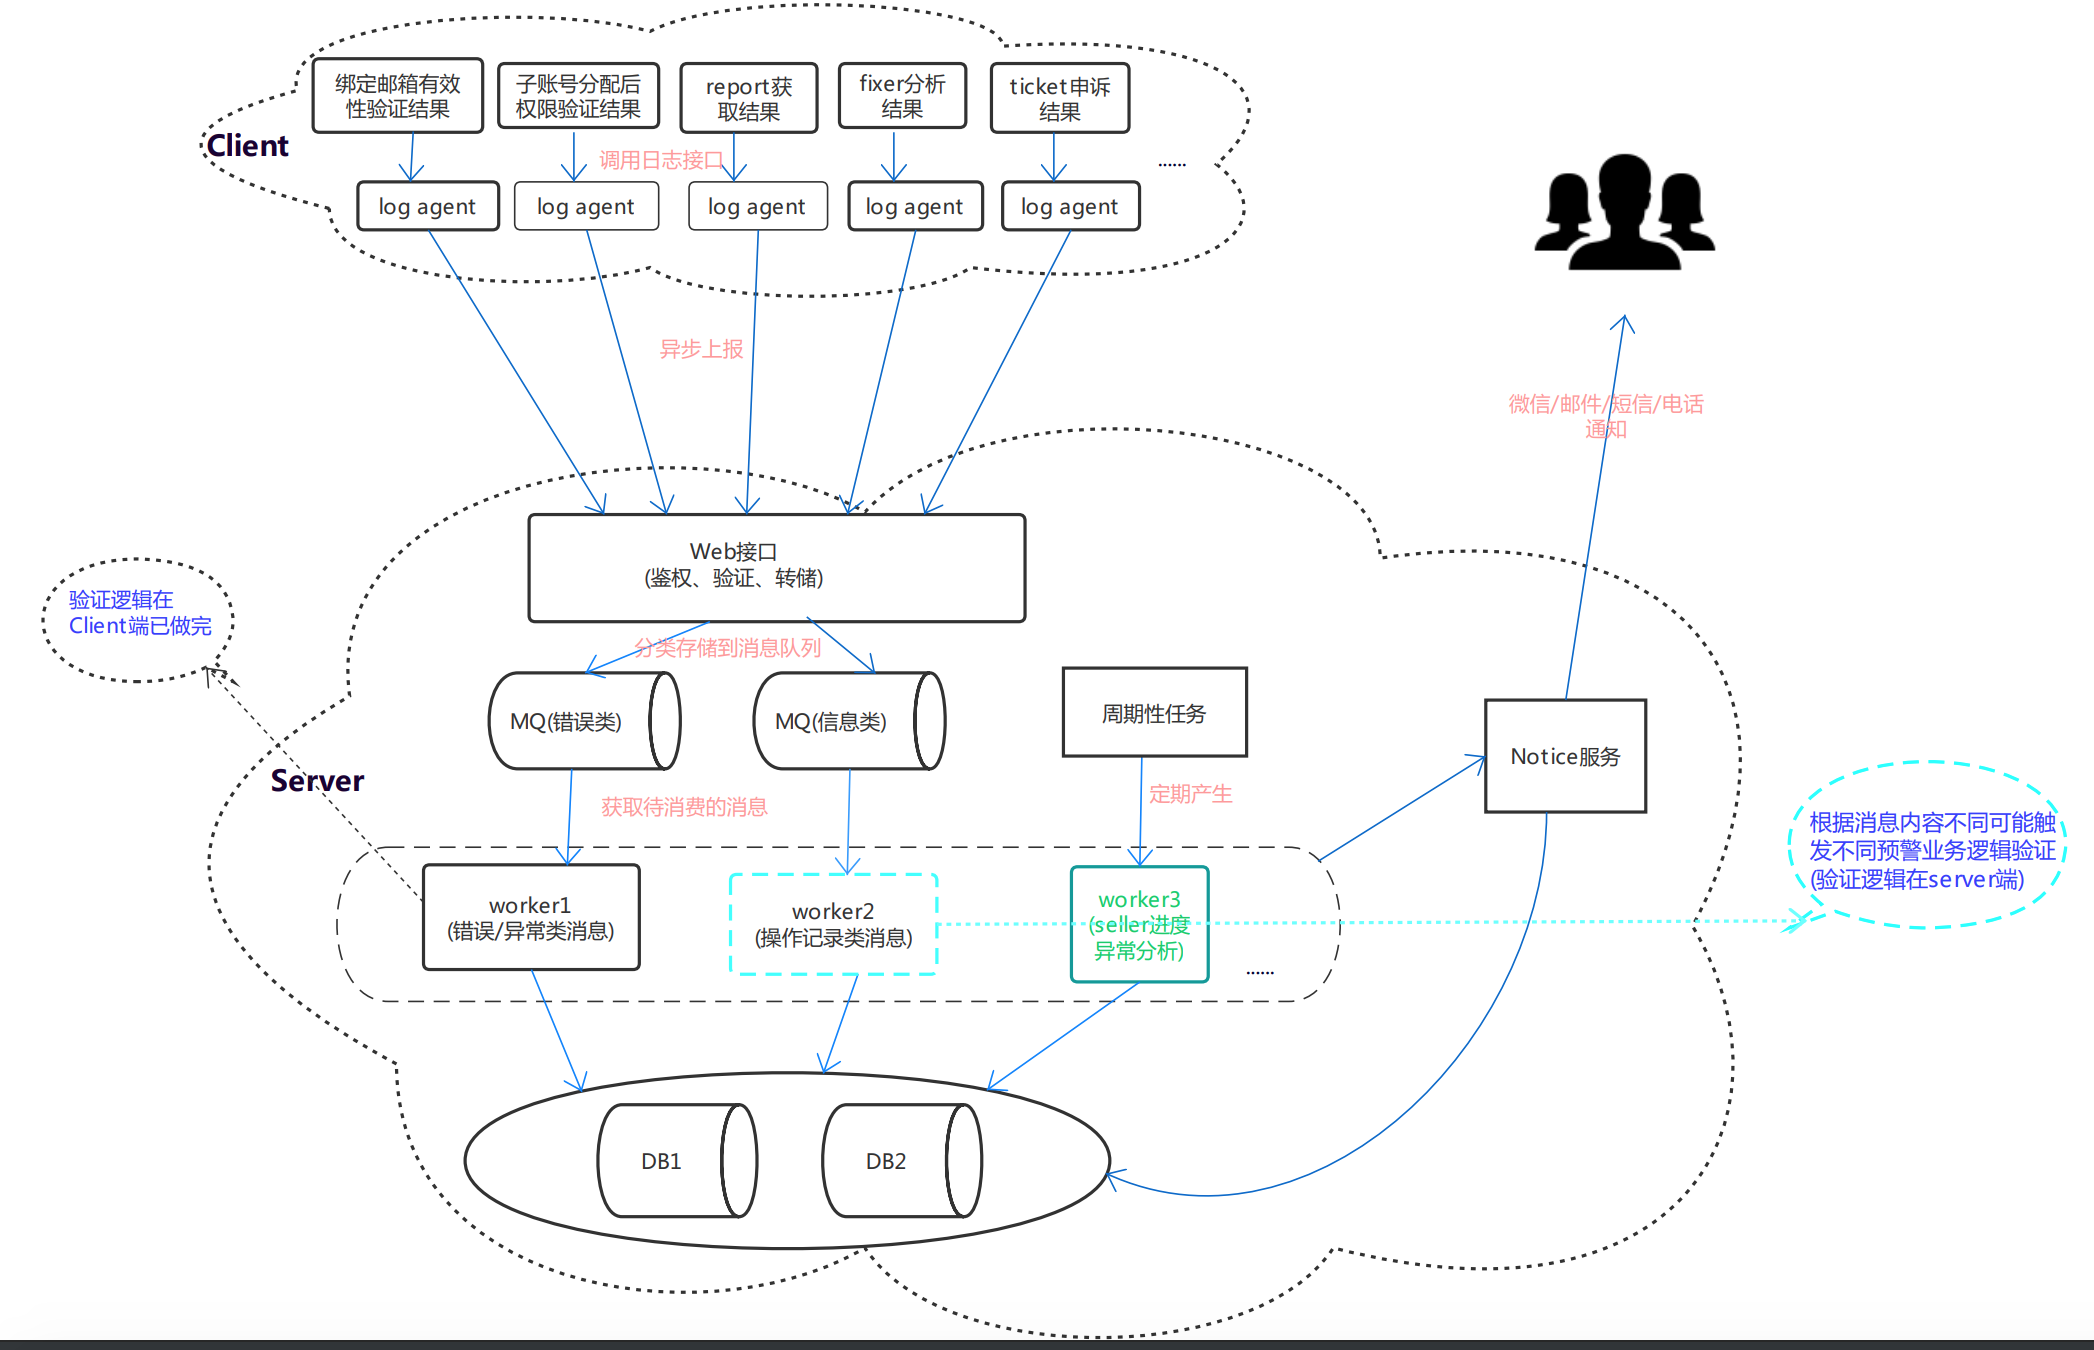 绑定邮箱有效
性验证结果
子账号分配后
权限验证结果
report获
取结果
fixer分析
结果
ticket申诉
结果
Client
调用日志接口
......
log agent
log agent
log agent
log agent
log agent
异步上报
微信/邮件/短信/电话
通知
Web接口
(鉴权、验证、转储)
验证逻辑在
Client端已做完
分类存储到消息队列
MQ(错误类)
MQ(信息类)
周期性任务
Notice服务
Server
获取待消费的消息
定期产生
根据消息内容不同可能触
发不同预警业务逻辑验证
(验证逻辑在server端)
worker1
(错误/异常类消息)
worker2
(操作记录类消息)
worker3
(seller进度
异常分析)
......
DB1
DB2